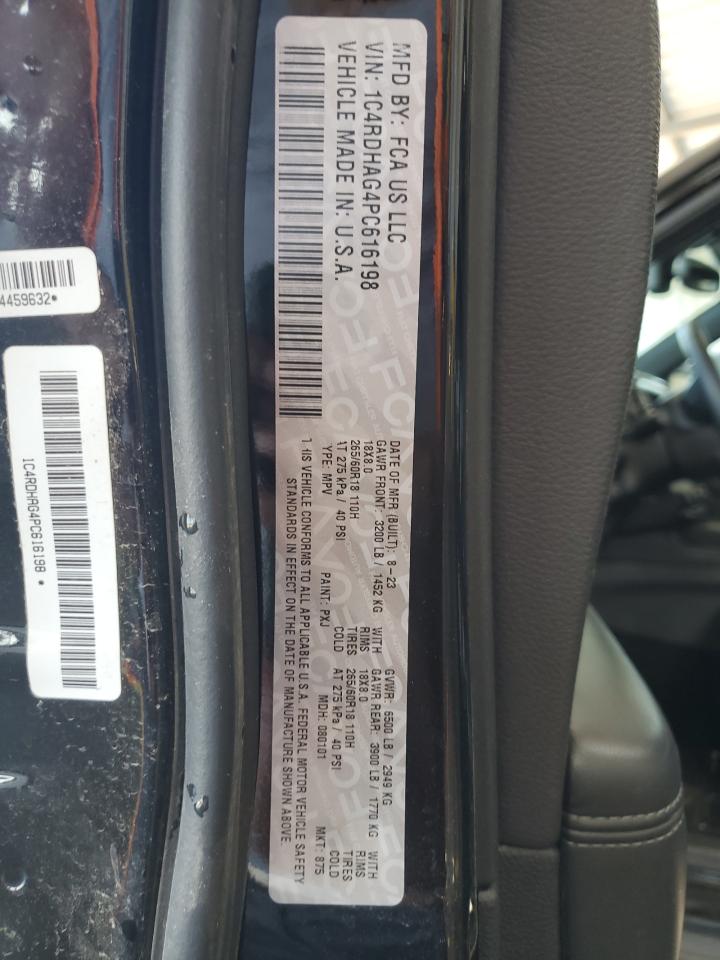 MFD BY: FCA US LLC
VIN: 1C4RDHAG4PC616198
VEHICLE MADE IN: U.S.A.
DATE OF MFR (BUILT): 8-23 GVWR: 6500 LB / 2949 KG
GAWR FRONT: 3200 LB / 1452 KG WITH GAWR REAR: 3900 LB / 1770 KG WITH
18X8.0 RIMS 18X8.0 RIMS
265/60R18 110H TIRES 265/60R18 110H TIRES
AT 275 kPa / 40 PSI COLD AT 275 kPa / 40 PSI COLD
TYPE: MPV PAINT: PXJ MDH: 080101 MKT: 875
THIS VEHICLE CONFORMS TO ALL APPLICABLE U.S.A. FEDERAL MOTOR VEHICLE SAFETY
STANDARDS IN EFFECT ON THE DATE OF MANUFACTURE SHOWN ABOVE.
4459632*
1C4RDHAG4PC616198 *